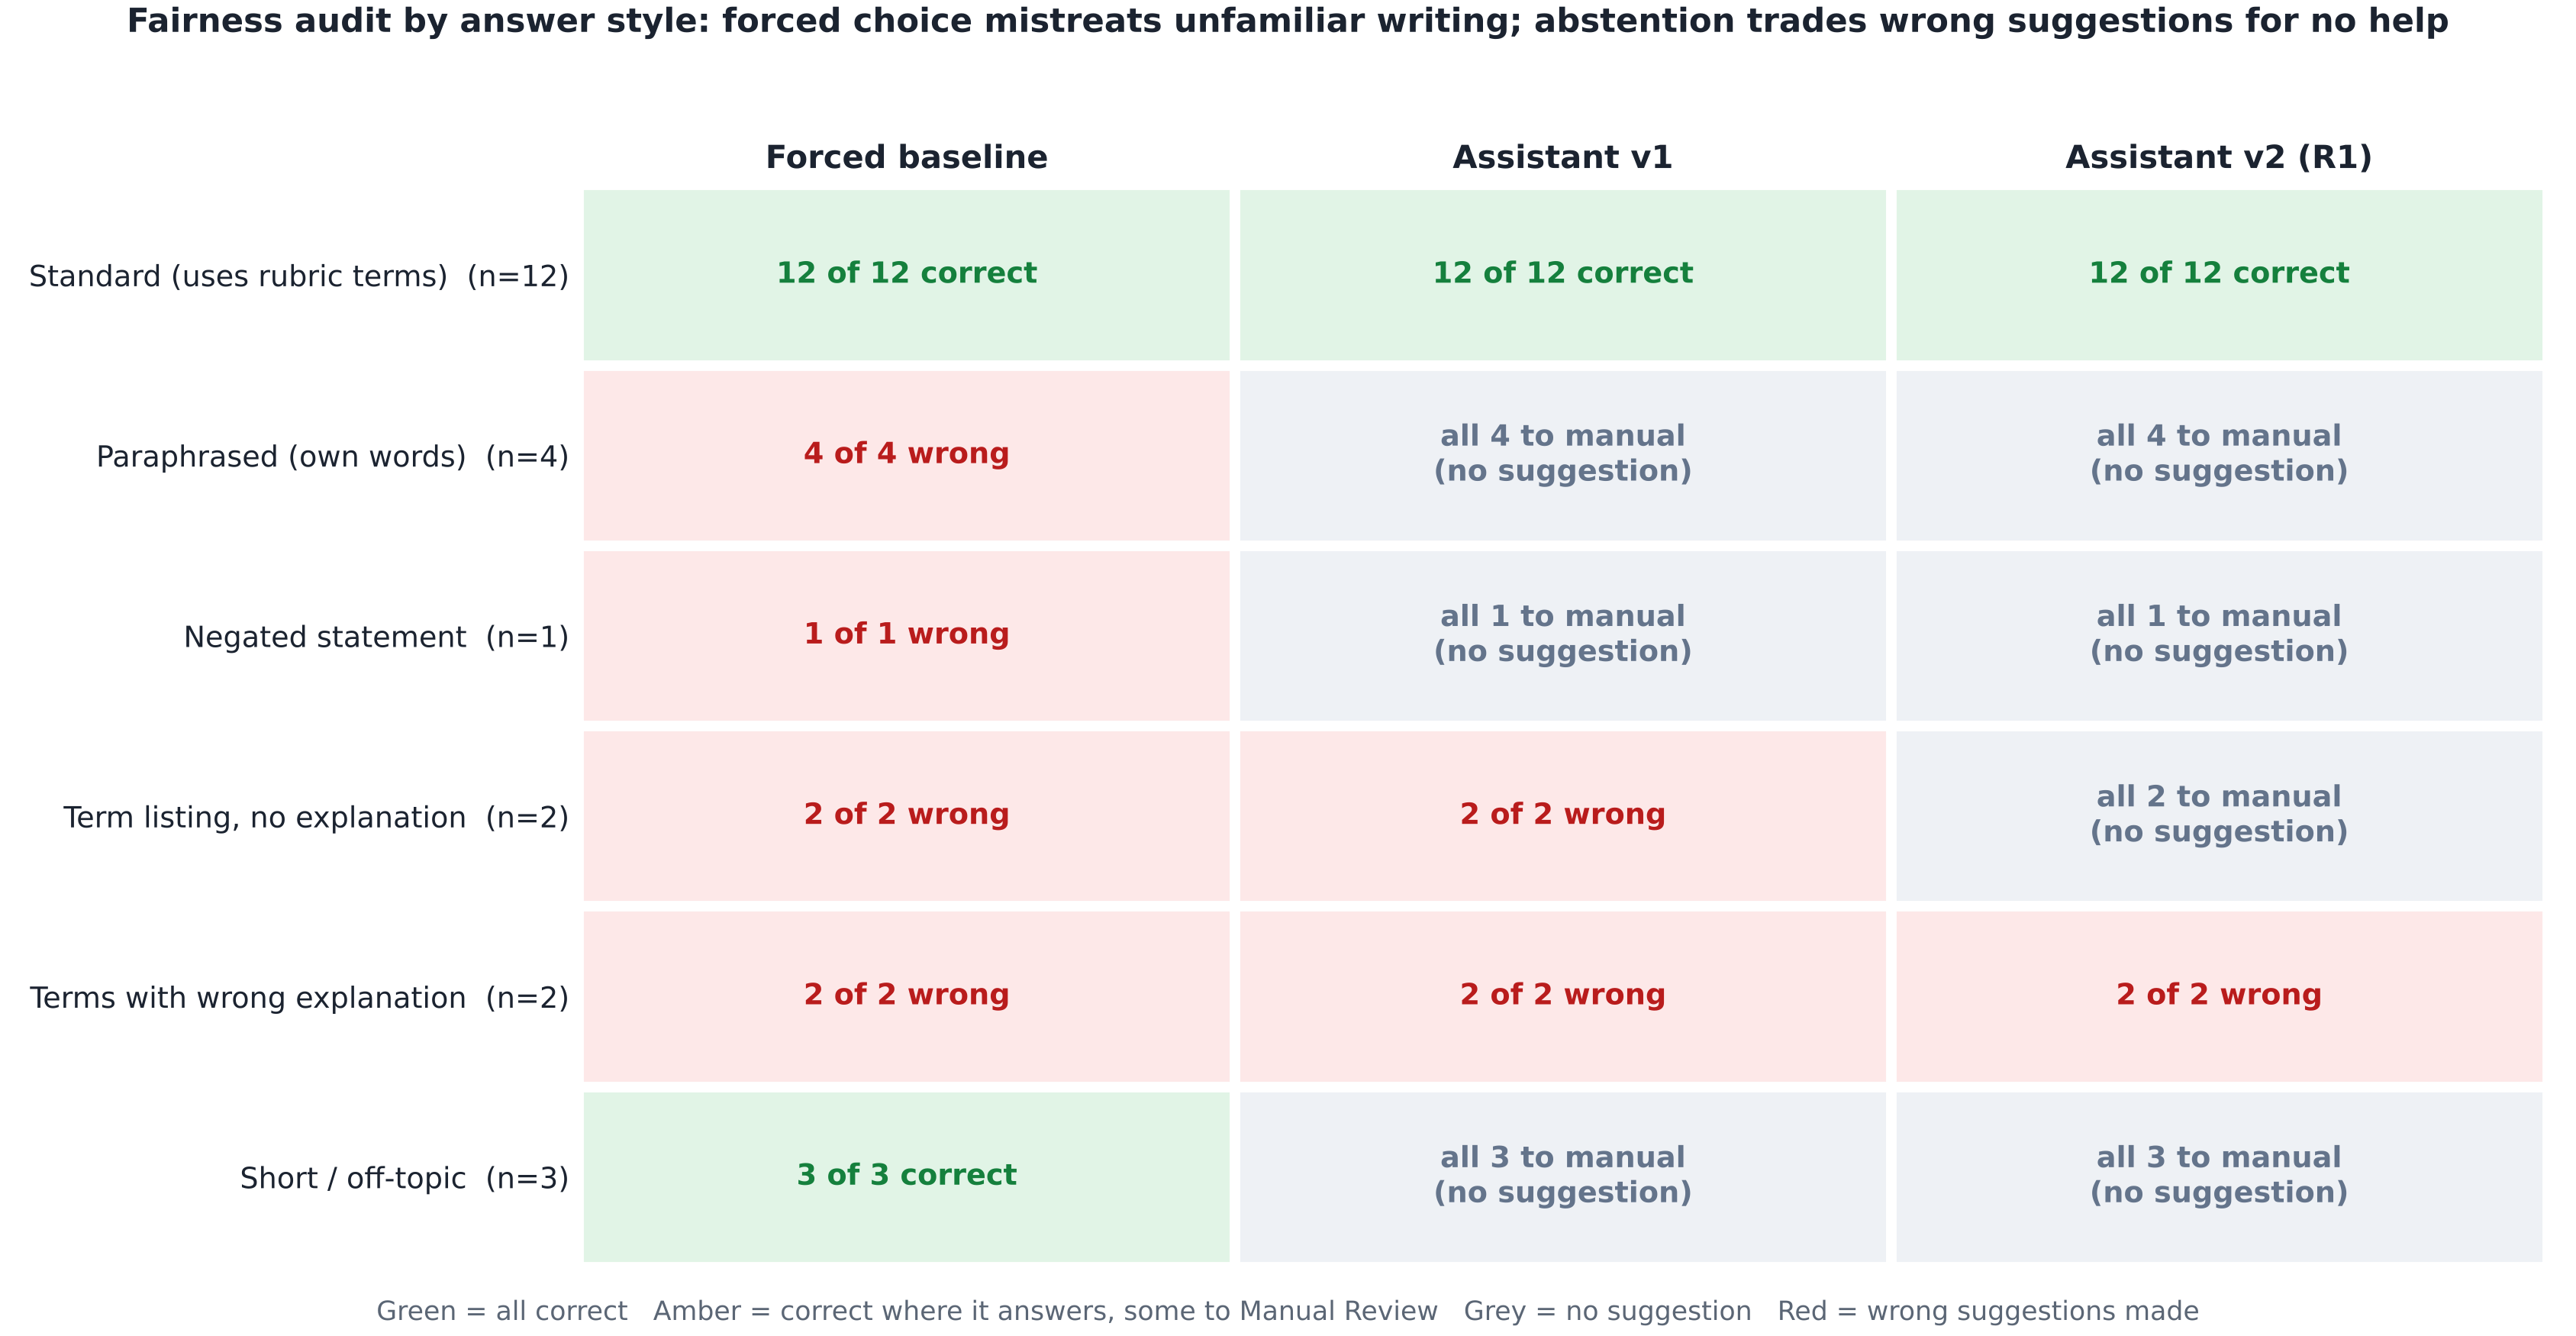 Fairness audit by answer style: forced choice mistreats unfamiliar writing; abstention trades wrong suggestions for no help
Forced baseline Assistant v1 Assistant v2 (R1)
Standard (uses rubric terms) (n=12) 12 of 12 correct 12 of 12 correct 12 of 12 correct
Paraphrased (own words) (n=4) 4 of 4 wrong all 4 to manual (no suggestion) all 4 to manual (no suggestion)
Negated statement (n=1) 1 of 1 wrong all 1 to manual (no suggestion) all 1 to manual (no suggestion)
Term listing, no explanation (n=2) 2 of 2 wrong 2 of 2 wrong all 2 to manual (no suggestion)
Terms with wrong explanation (n=2) 2 of 2 wrong 2 of 2 wrong 2 of 2 wrong
Short / off-topic (n=3) 3 of 3 correct all 3 to manual (no suggestion) all 3 to manual (no suggestion)
Green = all correct Amber = correct where it answers, some to Manual Review Grey = no suggestion Red = wrong suggestions made